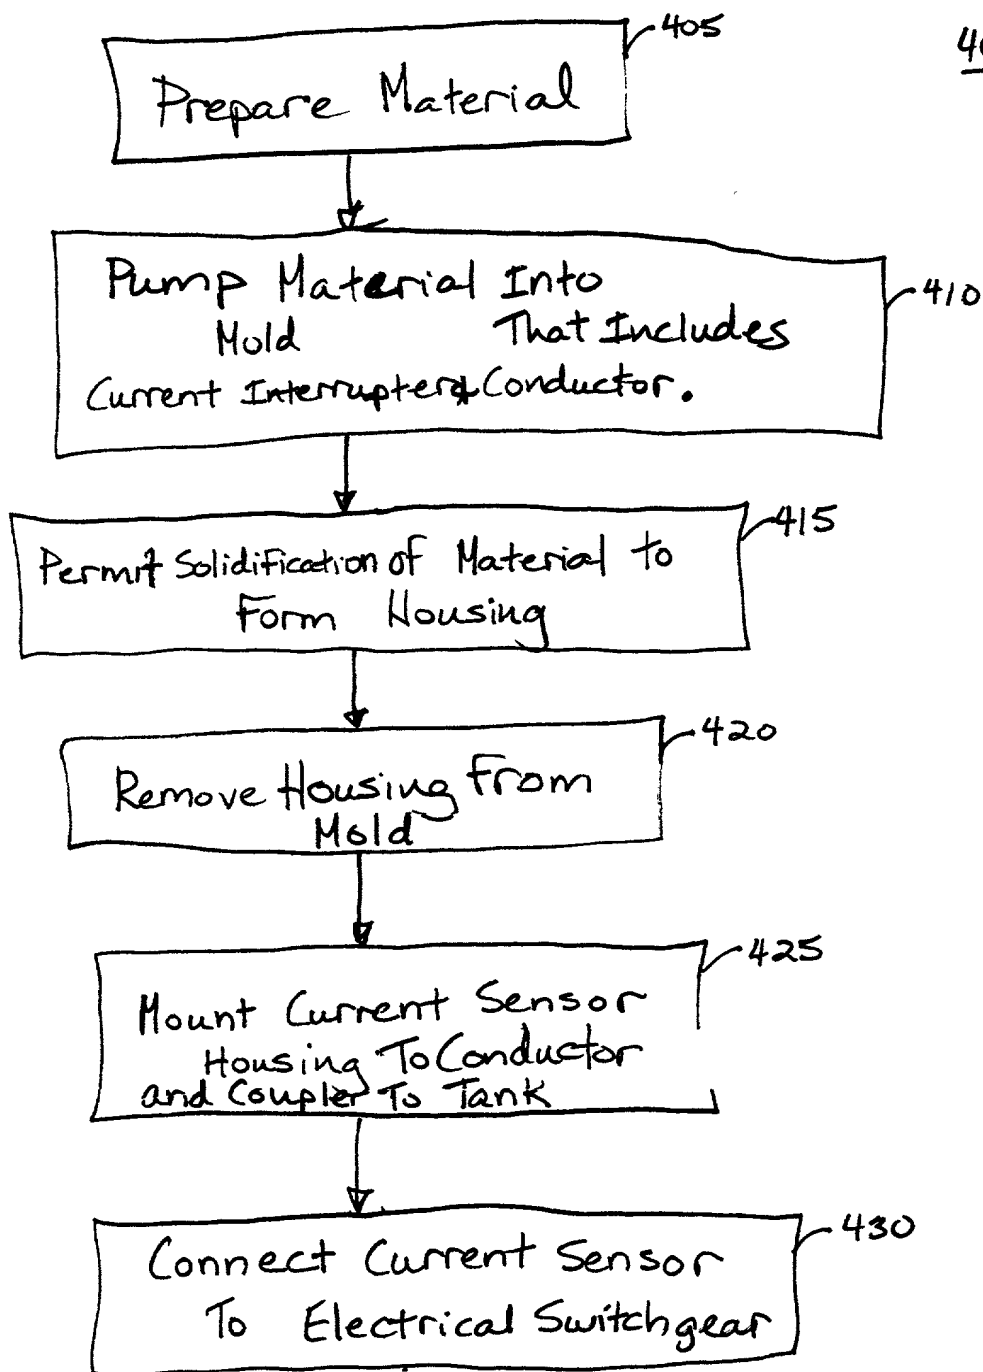 405
Prepare Material
Pump Material Into
410
Mold That Includes
Current Interrupter & Conductor.
415
Permit Solidification of Material to
Form Housing
420
Remove Housing From
Mold
425
Mount Current Sensor
Housing To Conductor
and Coupler To Tank
430
Connect Current Sensor
To Electrical Switchgear